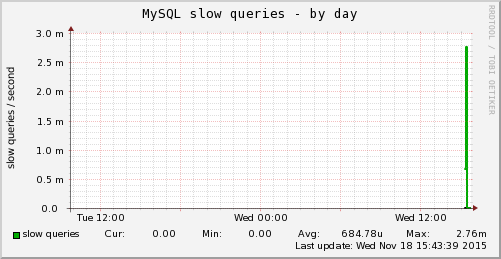 MySQL slow queries - by day
RRDTOOL / TOBI OETIKER
slow queries / second
3.0 m
2.5 m
2.0 m
1.5 m
1.0 m
0.5 m
0.0
Tue 12:00 Wed 00:00 Wed 12:00
slow queries Cur: 0.00 Min: 0.00 Avg: 684.78u Max: 2.76m
Last update: Wed Nov 18 15:43:39 2015